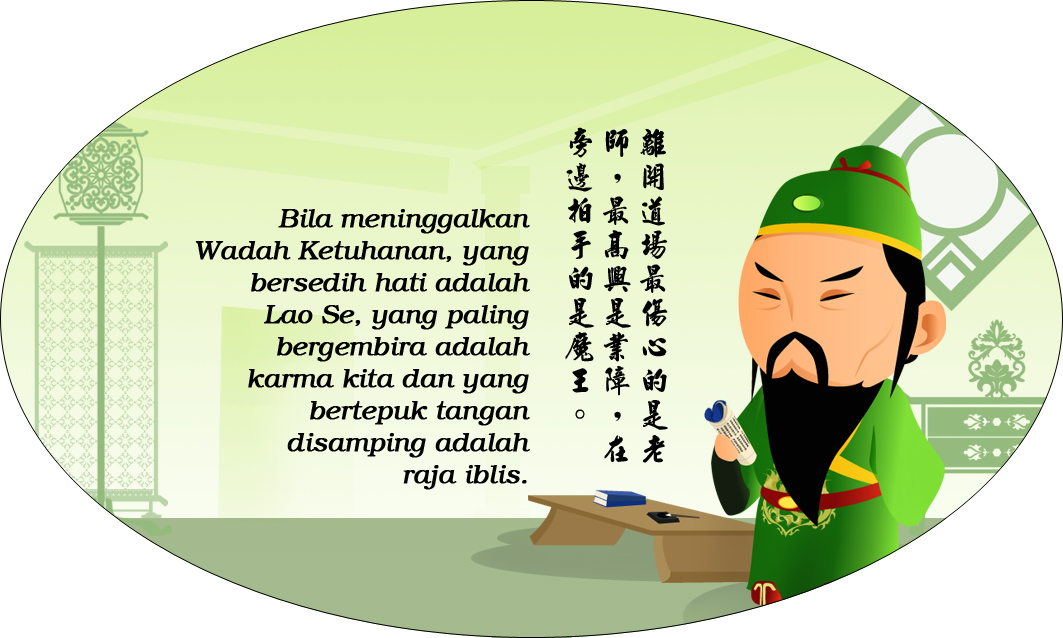 Bila meninggalkan
Wadah Ketuhanan, yang
bersedih hati adalah
Lao Se, yang paling
bergembira adalah
karma kita dan yang
bertepuk tangan
disamping adalah
raja iblis.
離開道場最傷心的是老
師，最高興是業障，在
旁邊拍手的是魔王。